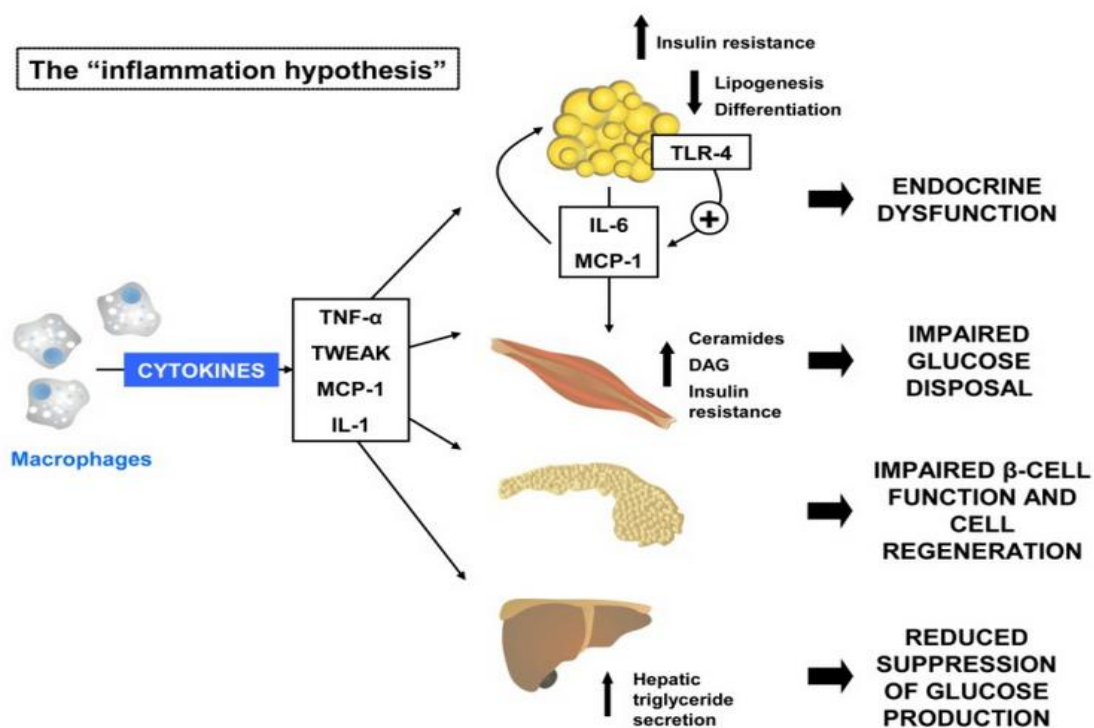 The “inflammation hypothesis”
Insulin resistance
Lipogenesis
Differentiation
TLR-4
+
IL-6
MCP-1
ENDOCRINE
DYSFUNCTION
Macrophages
CYTOKINES
TNF-α
TWEAK
MCP-1
IL-1
Ceramides
DAG
Insulin
resistance
IMPAIRED
GLUCOSE
DISPOSAL
IMPAIRED β-CELL
FUNCTION AND
CELL
REGENERATION
Hepatic
triglyceride
secretion
REDUCED
SUPPRESSION
OF GLUCOSE
PRODUCTION